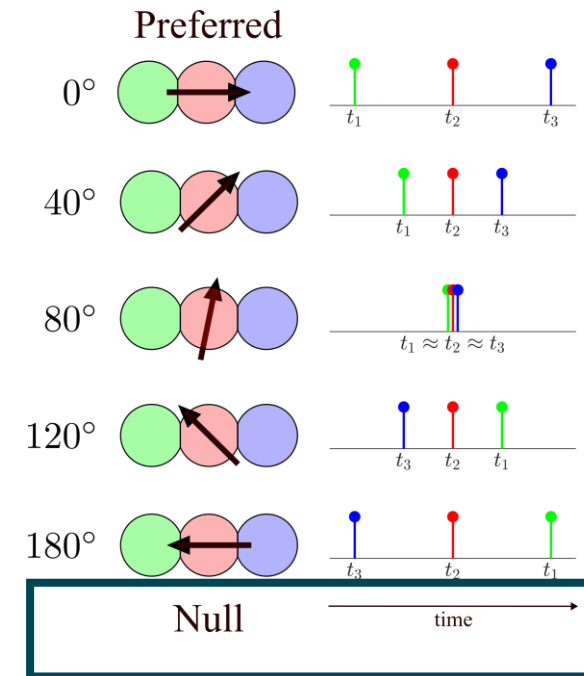 Preferred
0°
t₁ t₂ t₃
40°
t₁ t₂ t₃
80°
t₁ ≈ t₂ ≈ t₃
120°
t₃ t₂ t₁
180°
t₃ t₂ t₁
Null
time